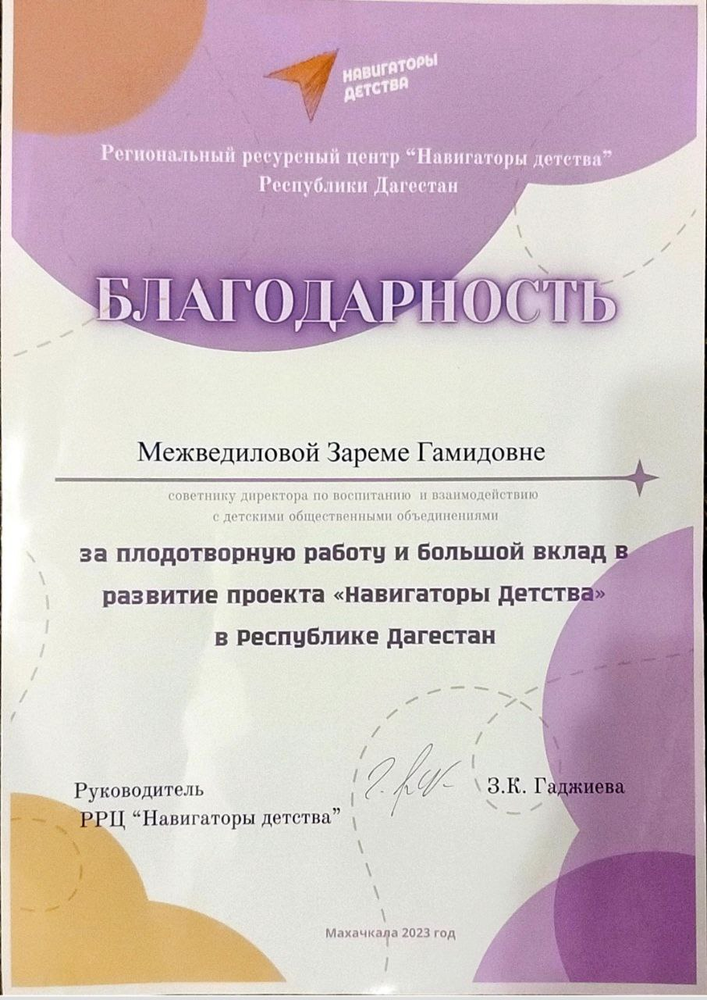 НАВИГАТОРЫ
ДЕТСТВА
Региональный ресурсный центр “Навигаторы детства”
Республики Дагестан
БЛАГОДАРНОСТЬ
Межведиловой Зареме Гамидовне
советнику директора по воспитанию и взаимодействию
с детскими общественными объединениями
за плодотворную работу и большой вклад в
развитие проекта «Навигаторы Детства»
в Республике Дагестан
Руководитель
РРЦ “Навигаторы детства”
З.К. Гаджиева
Махачкала 2023 год